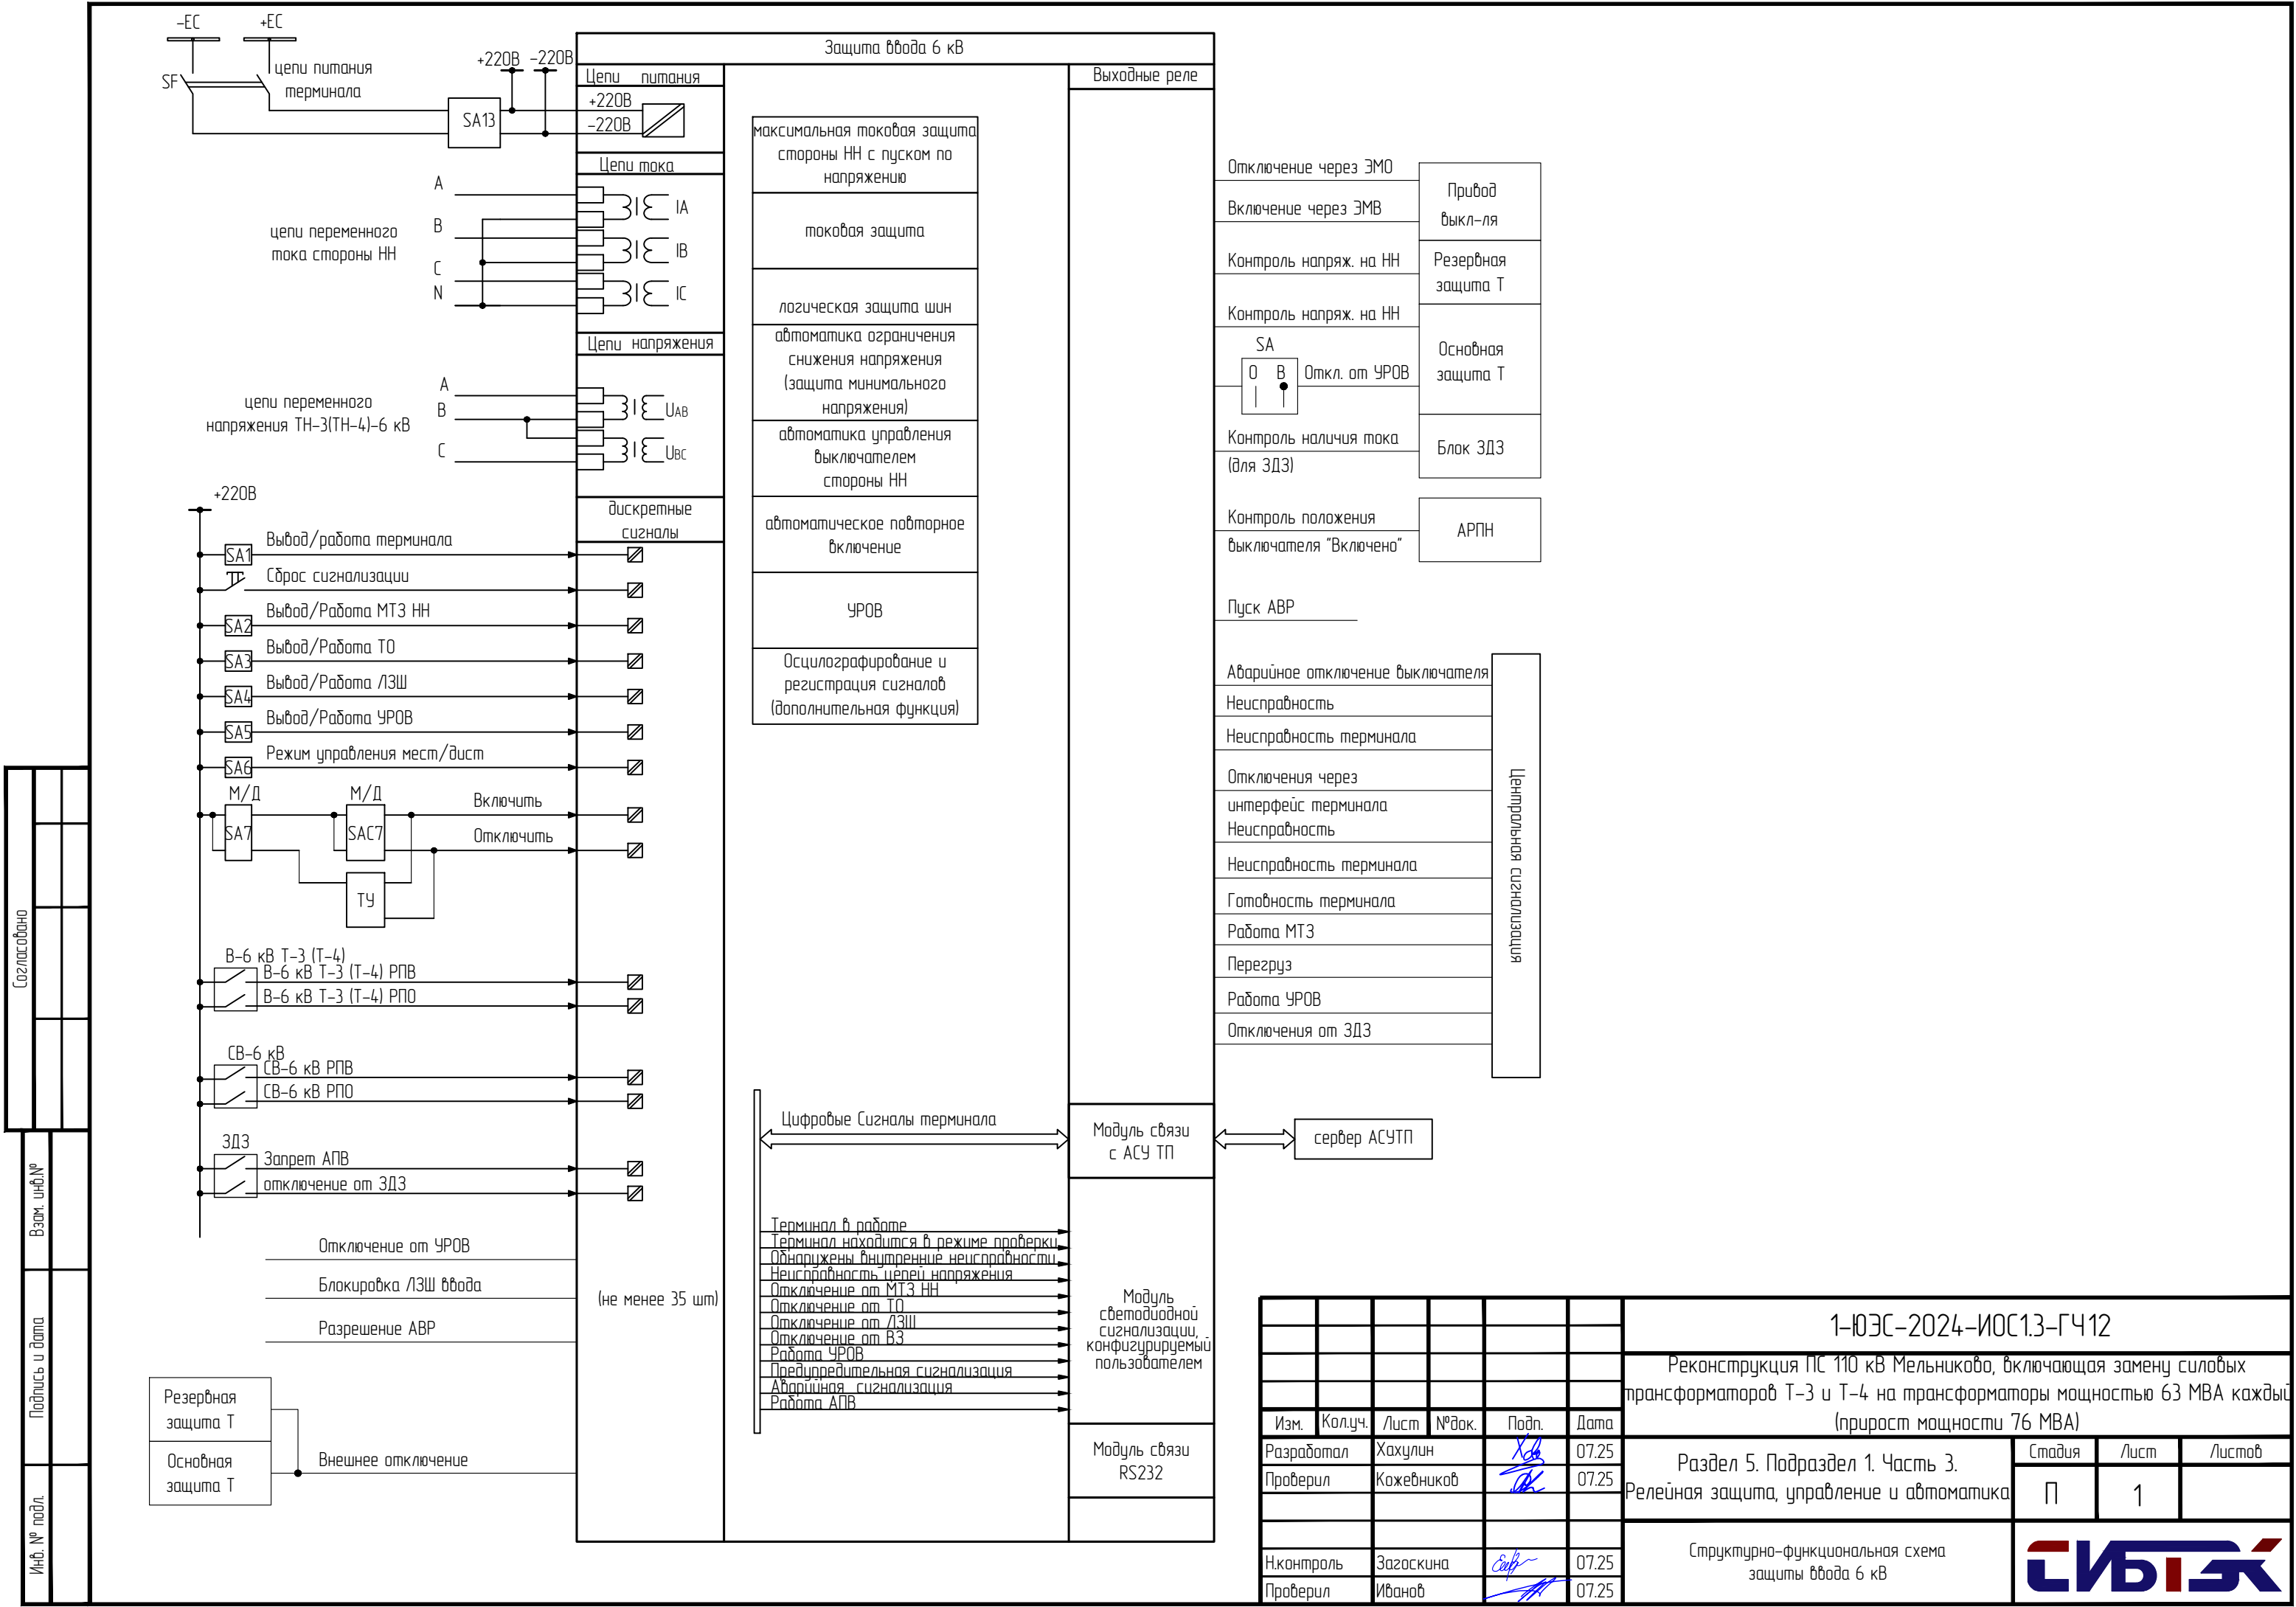 -ЕС
+ЕС
SF
цепи питания
терминала
+220В
-220В
SA13
Защита ввода 6 кВ
Цепи питания
Выходные реле
+220В
-220В
Цепи тока
A
B
C
N
цепи переменного
тока стороны НН
IA
IB
IC
Цепи напряжения
A
B
C
цепи переменного
напряжения ТН-3(ТН-4)-6 кВ
UAB
UBC
дискретные
сигналы
+220В
SA1
Вывод/работа терминала
Сброс сигнализации
SA2
Вывод/Работа МТЗ НН
SA3
Вывод/Работа ТО
SA4
Вывод/Работа ЛЗШ
SA5
Вывод/Работа УРОВ
SA6
Режим управления мест/дист
М/Д
SA7
М/Д
SAC7
ТУ
Включить
Отключить
В-6 кВ Т-3 (Т-4)
В-6 кВ Т-3 (Т-4) РПВ
В-6 кВ Т-3 (Т-4) РПО
СВ-6 кВ
СВ-6 кВ РПВ
СВ-6 кВ РПО
ЗДЗ
Запрет АПВ
отключение от ЗДЗ
Отключение от УРОВ
Блокировка ЛЗШ ввода
Разрешение АВР
(не менее 35 шт)
Резервная
защита Т
Основная
защита Т
Внешнее отключение
максимальная токовая защита
стороны НН с пуском по
напряжению
токовая защита
логическая защита шин
автоматика ограничения
снижения напряжения
(защита минимального
напряжения)
автоматика управления
выключателем
стороны НН
автоматическое повторное
включение
УРОВ
Осцилографирование и
регистрация сигналов
(дополнительная функция)
Цифровые Сигналы терминала
Модуль связи
с АСУ ТП
сервер АСУТП
Терминал в работе
Терминал находится в режиме проверки
Обнаружены внутренние неисправности
Неисправность цепей напряжения
Отключение от МТЗ НН
Отключение от ТО
Отключение от ЛЗШ
Отключение от ВЗ
Работа УРОВ
Предупредительная сигнализация
Аварийная сигнализация
Работа АПВ
Модуль
светодиодной
сигнализации,
конфигурируемый
пользователем
Модуль связи
RS232
Отключение через ЭМО
Включение через ЭМВ
Привод
выкл-ля
Контроль напряж. на НН
Резервная
защита Т
Контроль напряж. на НН
SA
О В
Откл. от УРОВ
Основная
защита Т
Контроль наличия тока
(для ЗДЗ)
Блок ЗДЗ
Контроль положения
выключателя "Включено"
АРПН
Пуск АВР
Аварийное отключение выключателя
Неисправность
Неисправность терминала
Отключения через
интерфейс терминала
Неисправность
Неисправность терминала
Готовность терминала
Работа МТЗ
Перегруз
Работа УРОВ
Отключения от ЗДЗ
Центральная сигнализация
Согласовано
Взам. инв.№
Подпись и дата
Инв. № подл.
1-ЮЭС-2024-ИОС1.3-ГЧ12
Реконструкция ПС 110 кВ Мельниково, включающая замену силовых
трансформаторов Т-3 и Т-4 на трансформаторы мощностью 63 МВА каждый
(прирост мощности 76 МВА)
Изм. Кол.уч. Лист №док. Подп. Дата
Разработал Хахулин 07.25
Проверил Кожевников 07.25
Н.контроль Загоскина 07.25
Проверил Иванов 07.25
Раздел 5. Подраздел 1. Часть 3.
Релейная защита, управление и автоматика
Стадия Лист Листов
П 1
Структурно-функциональная схема
защиты ввода 6 кВ
СИБТЭК